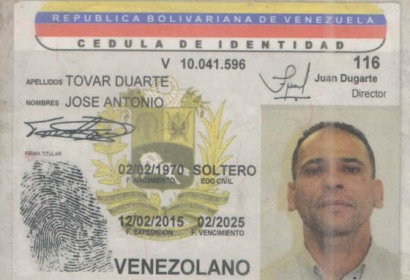 REPUBLICA BOLIVARIANA DE VENEZUELA
CEDULA DE IDENTIDAD
V 10.041.596 116
APELLIDOS TOVAR DUARTE
Juan Dugarte
Director
NOMBRES JOSE ANTONIO
FIRMA TITULAR
02/02/1970 SOLTERO
F. NACIMIENTO EDO CIVIL
12/02/2015 02/2025
F. EXPEDICION F. VENCIMIENTO
VENEZOLANO